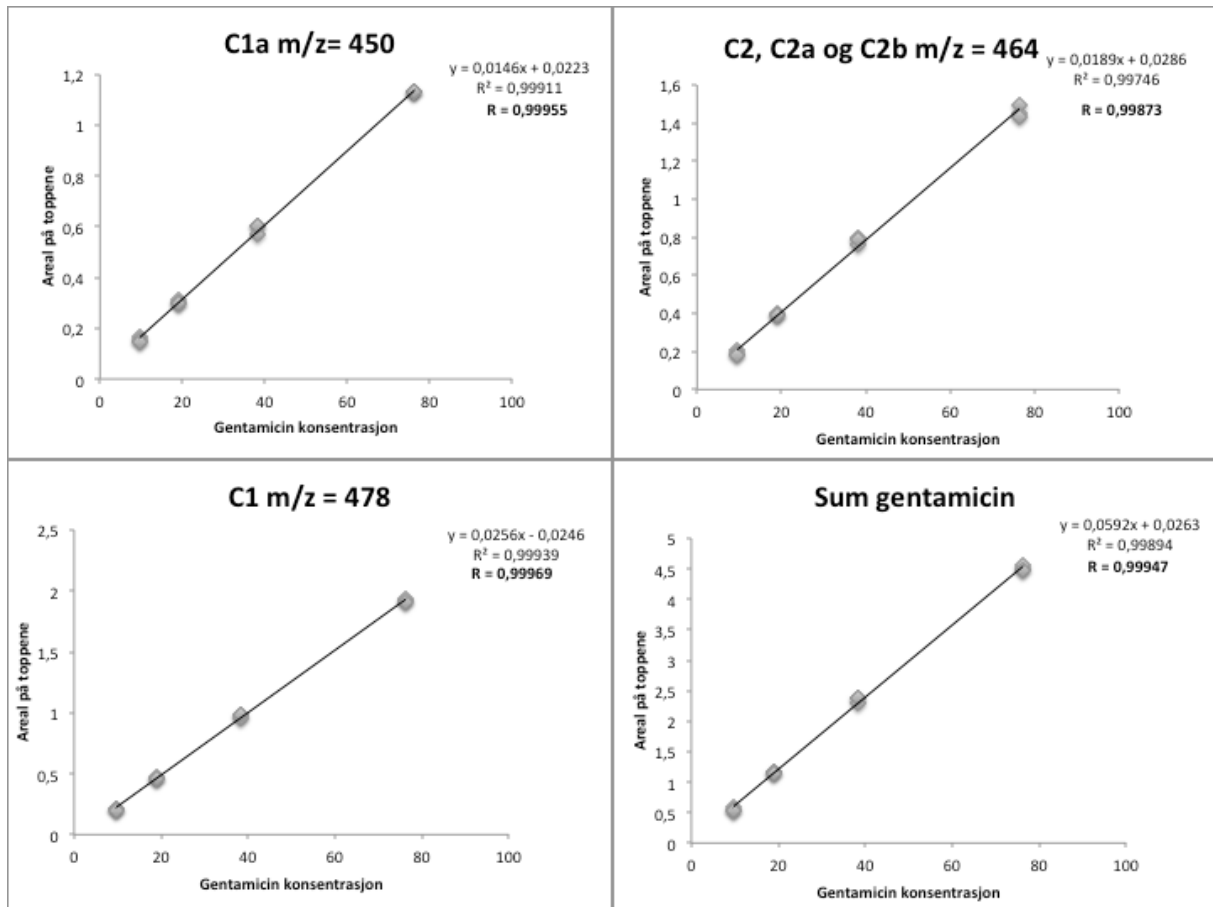 C1a m/z= 450
y = 0,0146x + 0,0223
R² = 0,99911
R = 0,99955
1,2
1
0,8
0,6
0,4
0,2
0
Areal på toppene
0 20 40 60 80 100
Gentamicin konsentrasjon
C2, C2a og C2b m/z = 464
y = 0,0189x + 0,0286
R² = 0,99746
R = 0,99873
1,6
1,4
1,2
1
0,8
0,6
0,4
0,2
0
Areal på toppene
0 20 40 60 80 100
Gentamicin konsentrasjon
C1 m/z = 478
y = 0,0256x - 0,0246
R² = 0,99939
R = 0,99969
2,5
2
1,5
1
0,5
0
Areal på toppene
0 20 40 60 80 100
Gentamicin konsentrasjon
Sum gentamicin
y = 0,0592x + 0,0263
R² = 0,99894
R = 0,99947
5
4,5
4
3,5
3
2,5
2
1,5
1
0,5
0
Areal på toppene
0 20 40 60 80 100
Gentamicin konsentrasjon